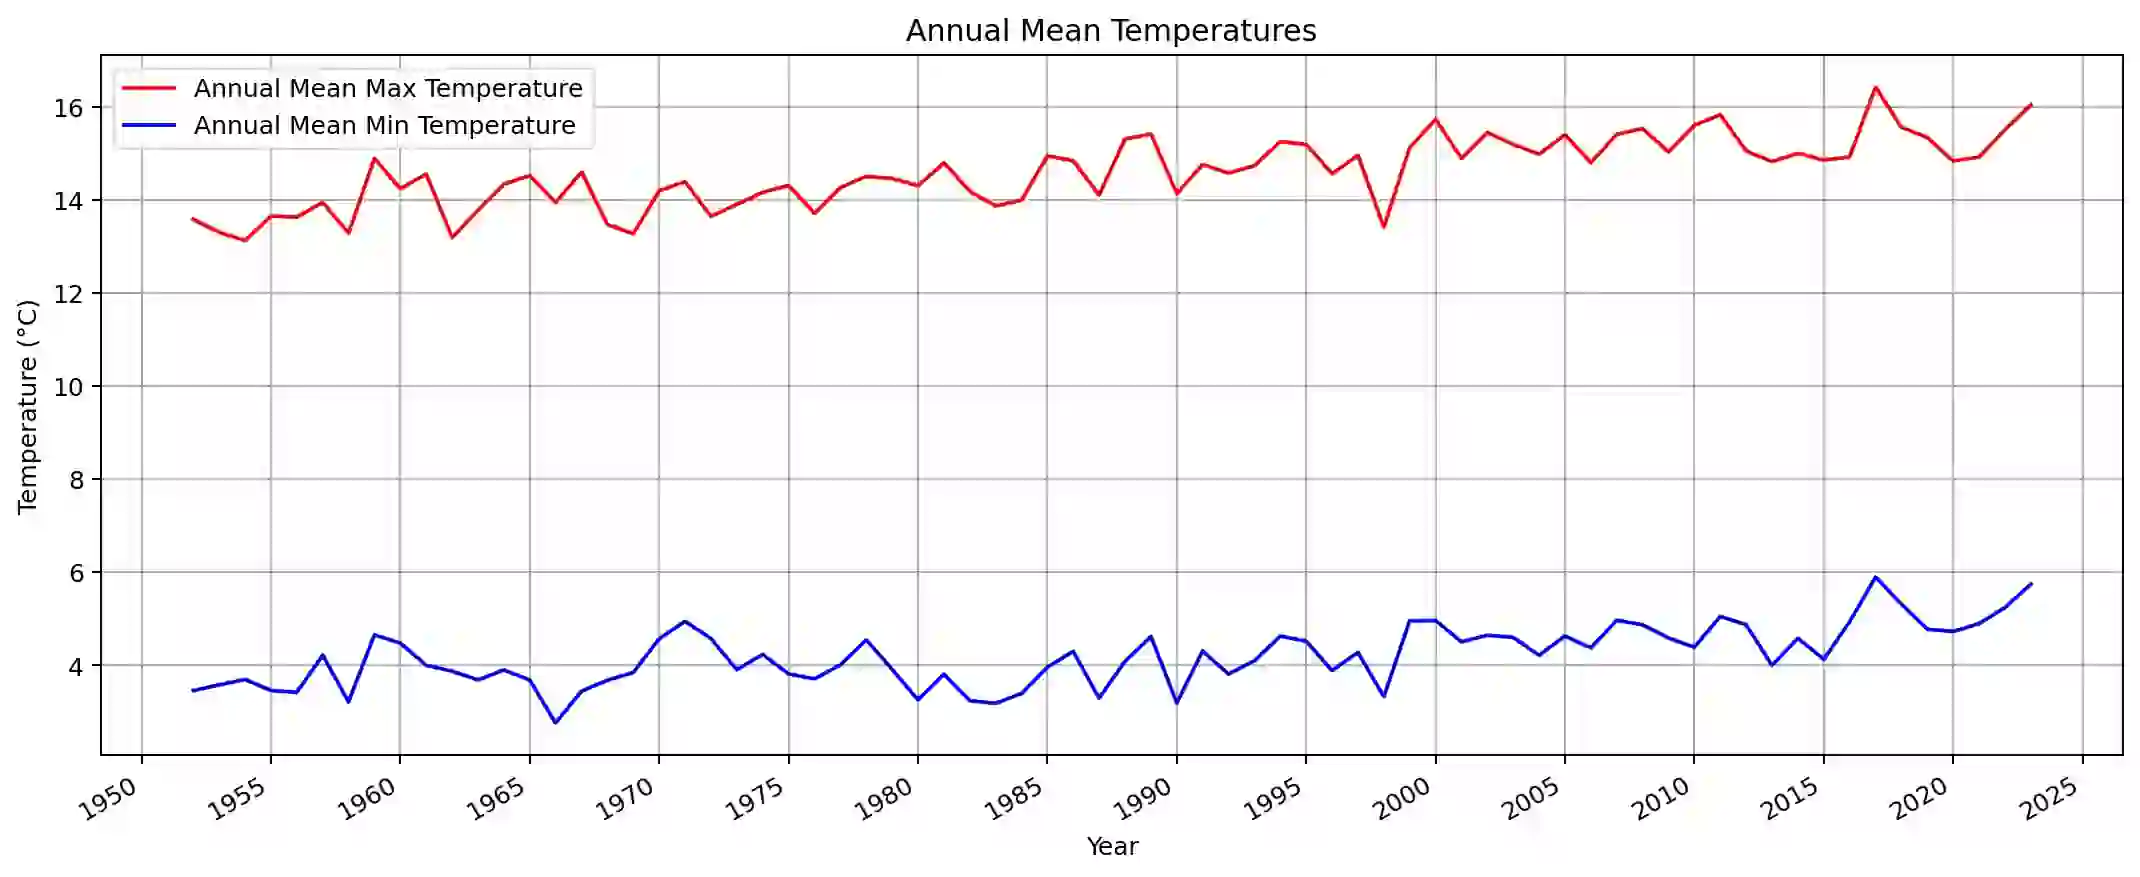 Annual Mean Temperatures
Annual Mean Max Temperature
Annual Mean Min Temperature
Temperature (°C)
16
14
12
10
8
6
4
1950 1955 1960 1965 1970 1975 1980 1985 1990 1995 2000 2005 2010 2015 2020 2025
Year